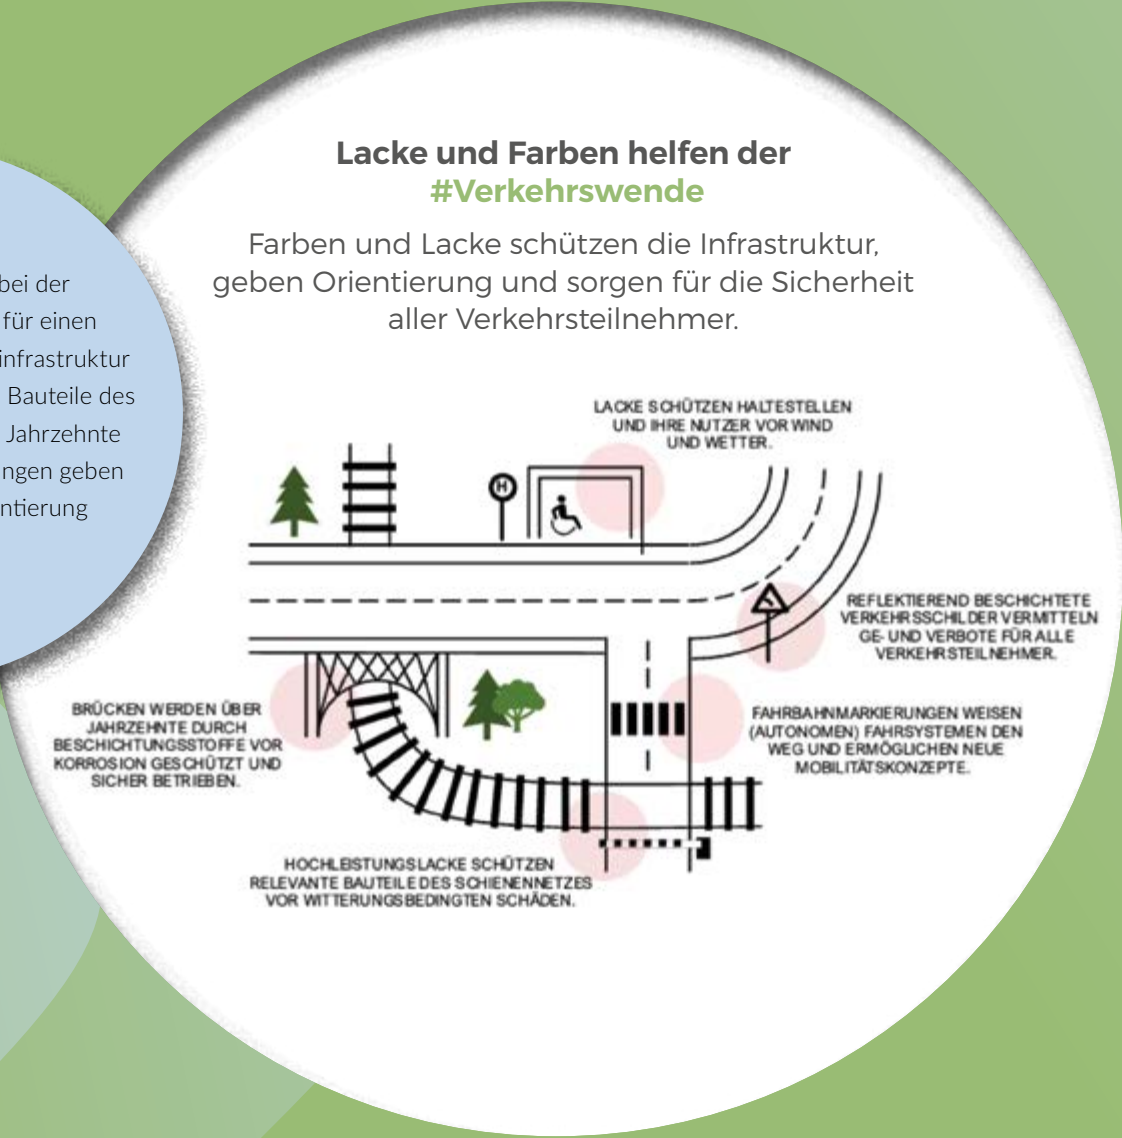 Lacke und Farben helfen der
#Verkehrswende
Farben und Lacke schützen die Infrastruktur,
geben Orientierung und sorgen für die Sicherheit
aller Verkehrsteilnehmer.
bei der
für einen
infrastruktur
Bauteile des
Jahrzehnte
ngen geben
ntierung
LACKE SCHÜTZEN HALTESTELLEN
UND IHRE NUTZER VOR WIND
UND WETTER.
H
REFLEKTIEREND BESCHICHTETE
VERKEHRSSCHILDER VERMITTELN
GE- UND VERBOTE FÜR ALLE
VERKEHRSTEILNEHMER.
BRÜCKEN WERDEN ÜBER
JAHRZEHNTE DURCH
BESCHICHTUNGSSTOFFE VOR
KORROSION GESCHÜTZT UND
SICHER BETRIEBEN.
FAHRBAHNMARKIERUNGEN WEISEN
(AUTONOMEN) FAHRSYSTEMEN DEN
WEG UND ERMÖGLICHEN NEUE
MOBILITÄTSKONZEPTE.
HOCHLEISTUNGSLACKE SCHÜTZEN
RELEVANTE BAUTEILE DES SCHIENENNETZES
VOR WITTERUNGSBEDINGTEN SCHÄDEN.